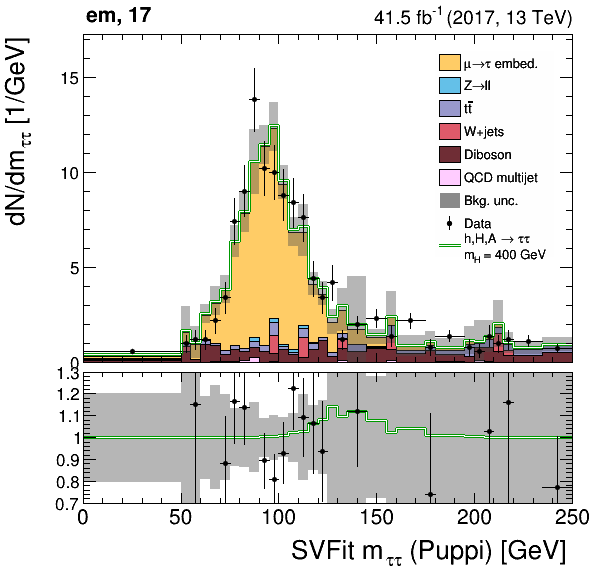 em, 17
41.5 fb⁻¹ (2017, 13 TeV)
dN/dm_ττ [1/GeV]
15
10
5
0
μ→τ embed.
Z→ll
tt̄
W+jets
Diboson
QCD multijet
Bkg. unc.
Data
h,H,A → ττ
m_H = 400 GeV
1.3
1.2
1.1
1
0.9
0.8
0.7
0 50 100 150 200 250
SVFit m_ττ (Puppi) [GeV]